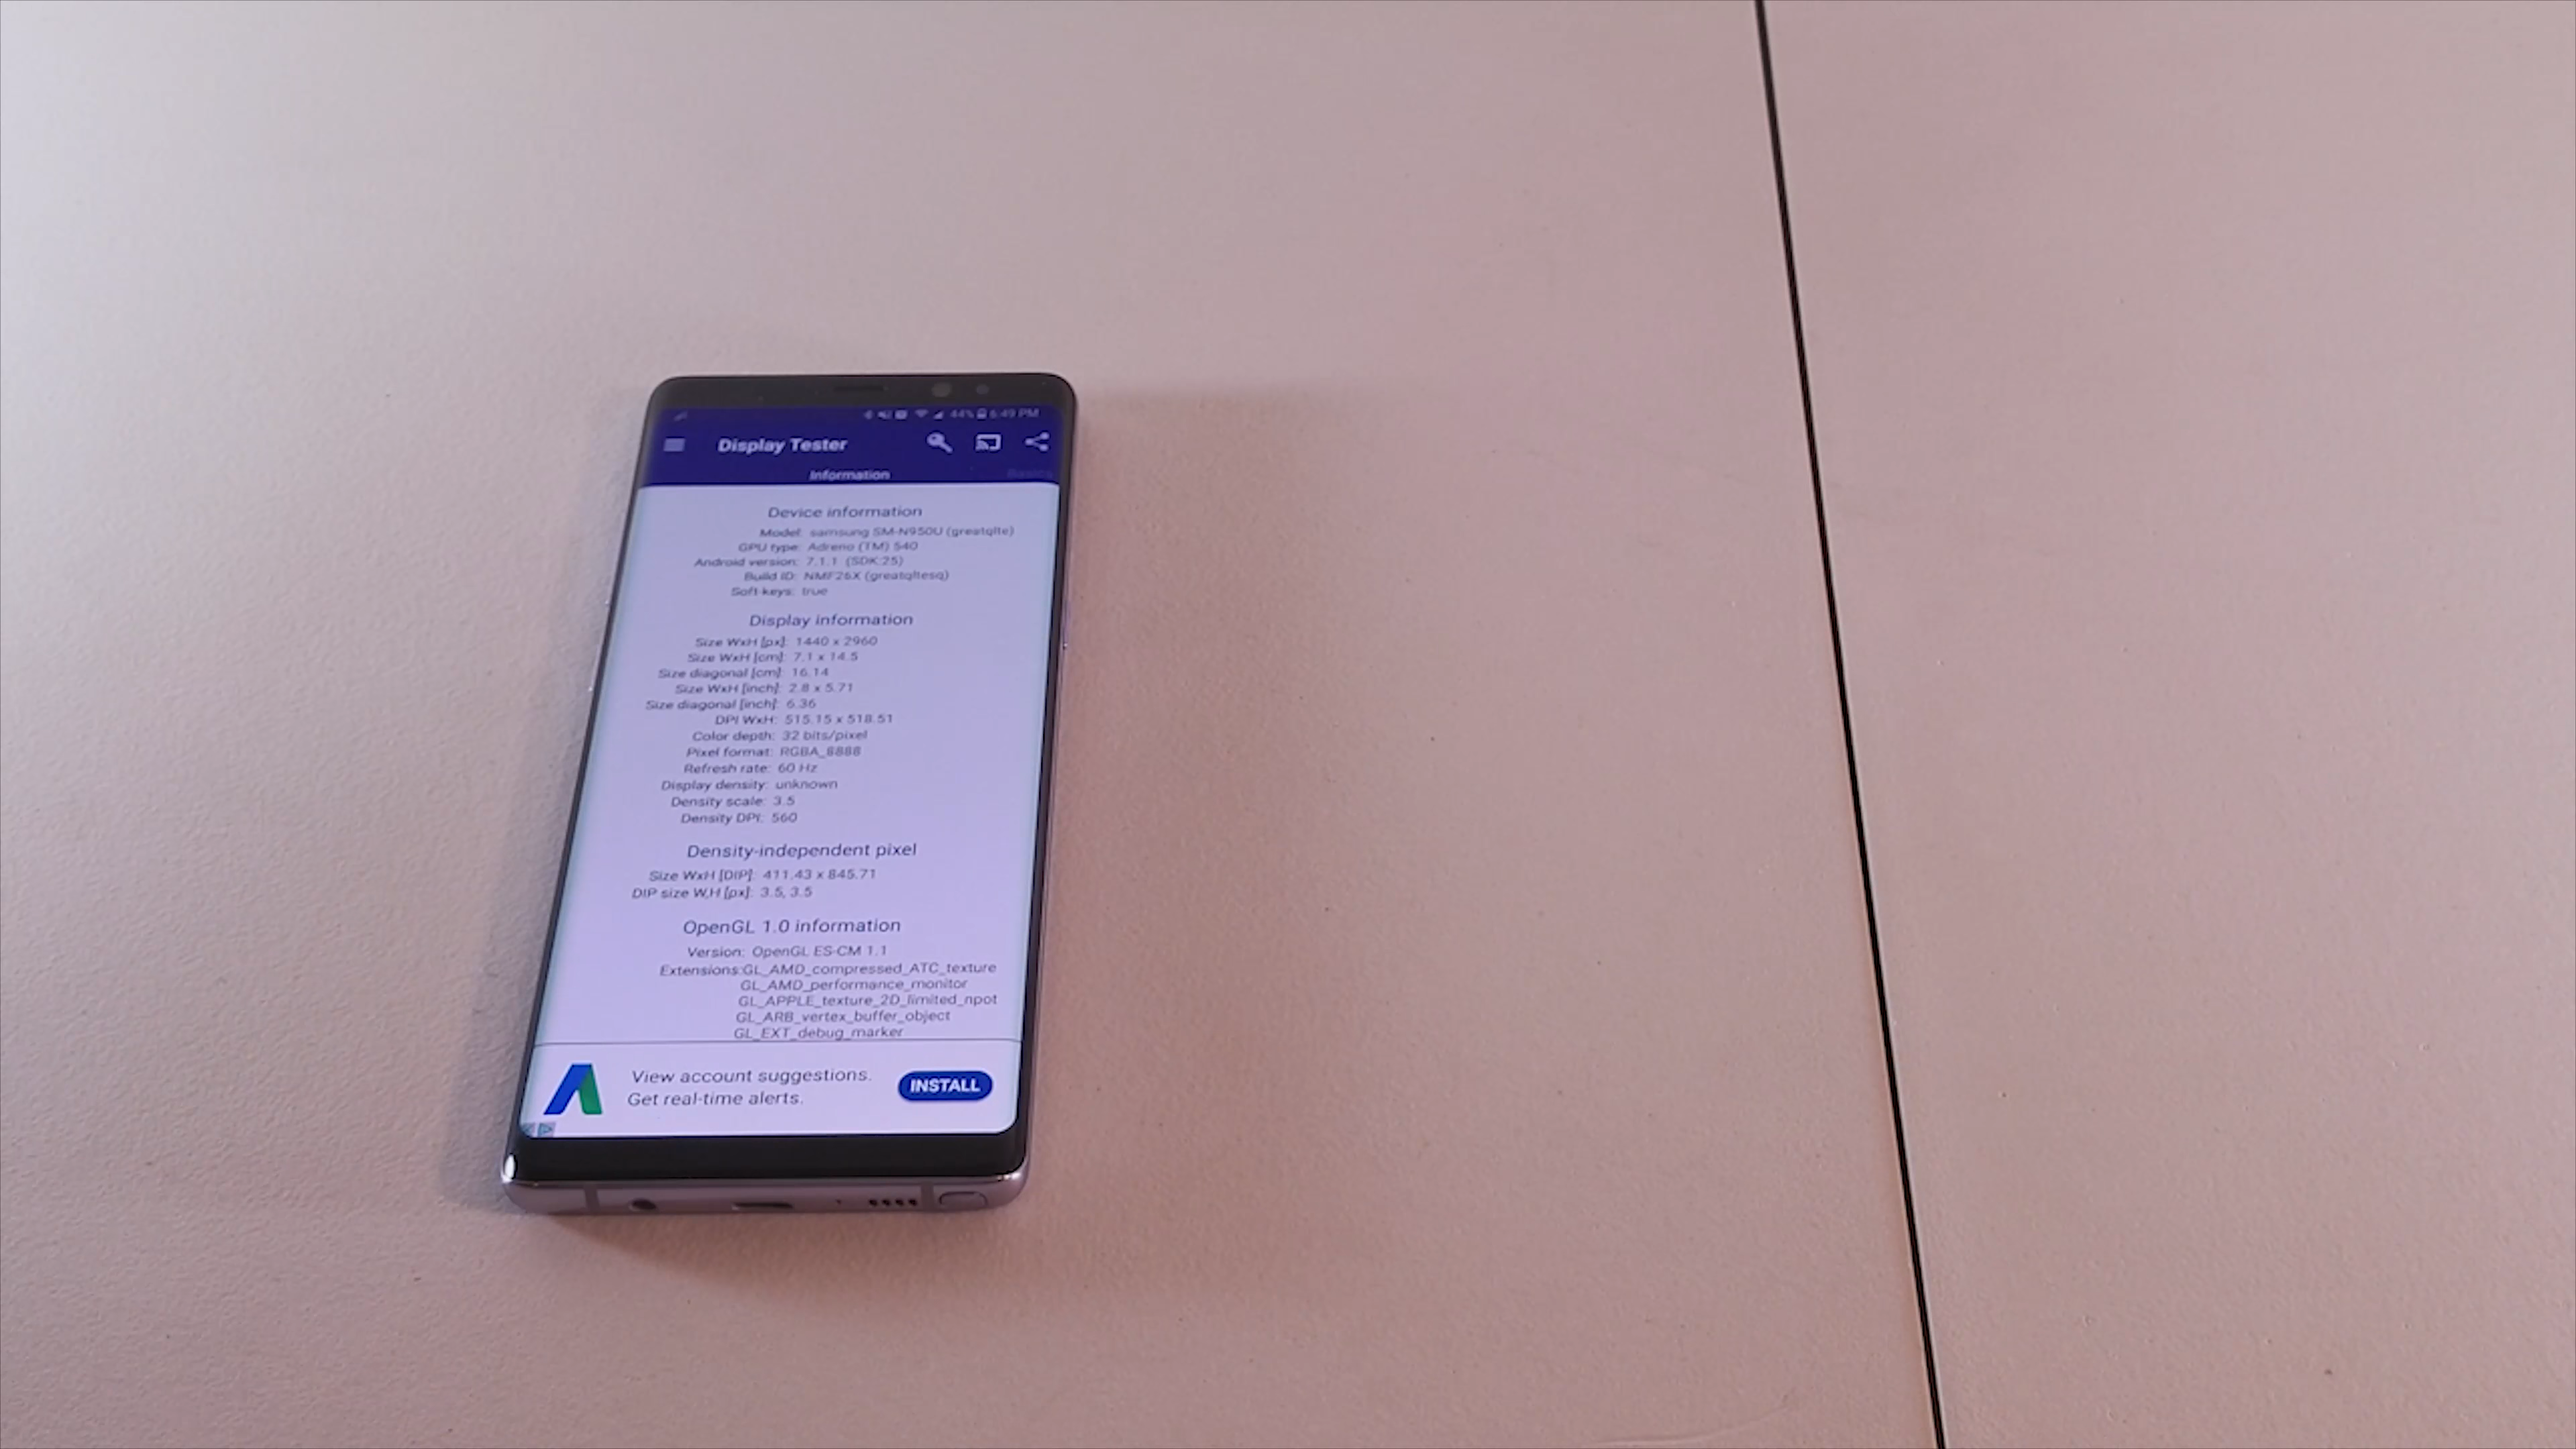 44% 6:49 PM
Display Tester
Information
Basics
Device information
Model: samsung SM-N950U (greatqlte)
GPU type: Adreno (TM) 540
Android version: 7.1.1 (SDK:25)
Build ID: NMF26X (greatqltesq)
Soft-keys: true
Display information
Size WxH [px]: 1440 x 2960
Size WxH [cm]: 7.1 x 14.5
Size diagonal [cm]: 16.14
Size WxH [inch]: 2.8 x 5.71
Size diagonal [inch]: 6.36
DPI WxH: 515.15 x 518.51
Color depth: 32 bits/pixel
Pixel format: RGBA_8888
Refresh rate: 60 Hz
Display density: unknown
Density scale: 3.5
Density DPI: 560
Density-independent pixel
Size WxH [DIP]: 411.43 x 845.71
DIP size W,H [px]: 3.5, 3.5
OpenGL 1.0 information
Version: OpenGL ES-CM 1.1
Extensions:GL_AMD_compressed_ATC_texture
GL_AMD_performance_monitor
GL_APPLE_texture_2D_limited_npot
GL_ARB_vertex_buffer_object
GL_EXT_debug_marker
View account suggestions.
Get real-time alerts.
INSTALL